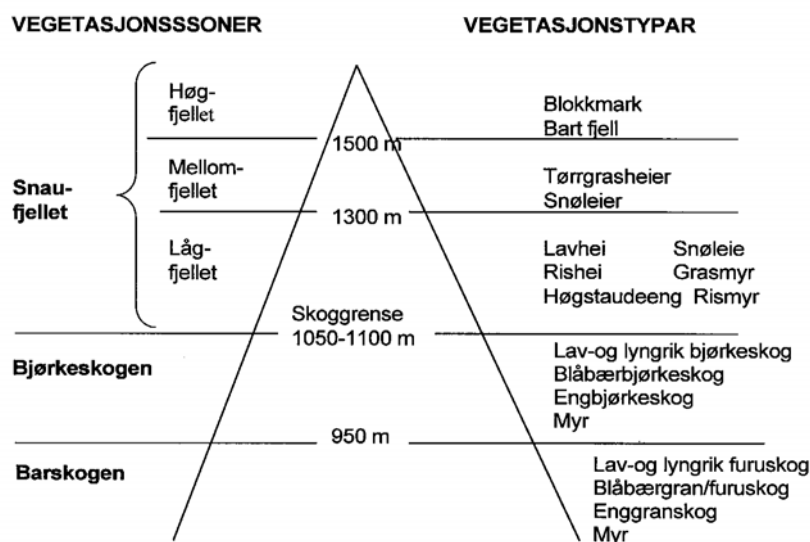 VEGETASJONSSSONER
VEGETASJONSTYPAR
Høg-
fjellet
Blokkmark
Bart fjell
1500 m
Snau-
fjellet
Mellom-
fjellet
Tørrgrasheier
Snøleier
1300 m
Låg-
fjellet
Lavhei Snøleie
Rishei Grasmyr
Høgstaudeeng Rismyr
Skoggrense
1050-1100 m
Bjørkeskogen
Lav-og lyngrik bjørkeskog
Blåbærbjørkeskog
Engbjørkeskog
Myr
950 m
Barskogen
Lav-og lyngrik furuskog
Blåbærgran/furuskog
Enggranskog
Myr